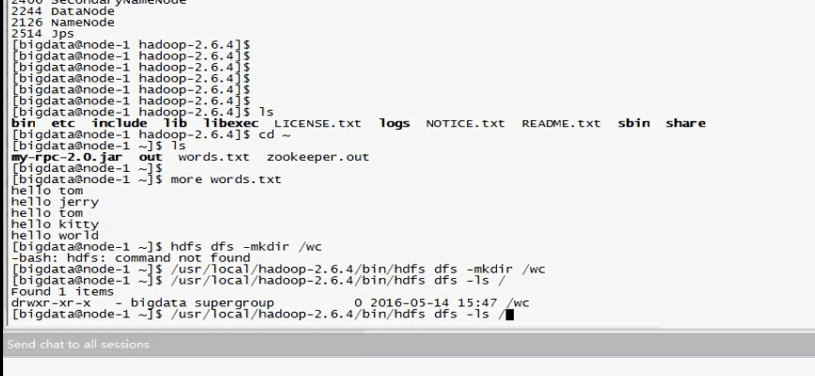 2406 SecondaryNameNode
2244 DataNode
2126 NameNode
2514 Jps
[bigdata@node-1 hadoop-2.6.4]$
[bigdata@node-1 hadoop-2.6.4]$
[bigdata@node-1 hadoop-2.6.4]$
[bigdata@node-1 hadoop-2.6.4]$
[bigdata@node-1 hadoop-2.6.4]$
[bigdata@node-1 hadoop-2.6.4]$
[bigdata@node-1 hadoop-2.6.4]$ ls
bin etc include lib libexec LICENSE.txt logs NOTICE.txt README.txt sbin share
[bigdata@node-1 hadoop-2.6.4]$ cd ~
[bigdata@node-1 ~]$ ls
my-rpc-2.0.jar out words.txt zookeeper.out
[bigdata@node-1 ~]$
[bigdata@node-1 ~]$ more words.txt
hello tom
hello jerry
hello tom
hello kitty
hello world
[bigdata@node-1 ~]$ hdfs dfs -mkdir /wc
-bash: hdfs: command not found
[bigdata@node-1 ~]$ /usr/local/hadoop-2.6.4/bin/hdfs dfs -mkdir /wc
[bigdata@node-1 ~]$ /usr/local/hadoop-2.6.4/bin/hdfs dfs -ls /
Found 1 items
drwxr-xr-x - bigdata supergroup 0 2016-05-14 15:47 /wc
[bigdata@node-1 ~]$ /usr/local/hadoop-2.6.4/bin/hdfs dfs -ls /
Send chat to all sessions